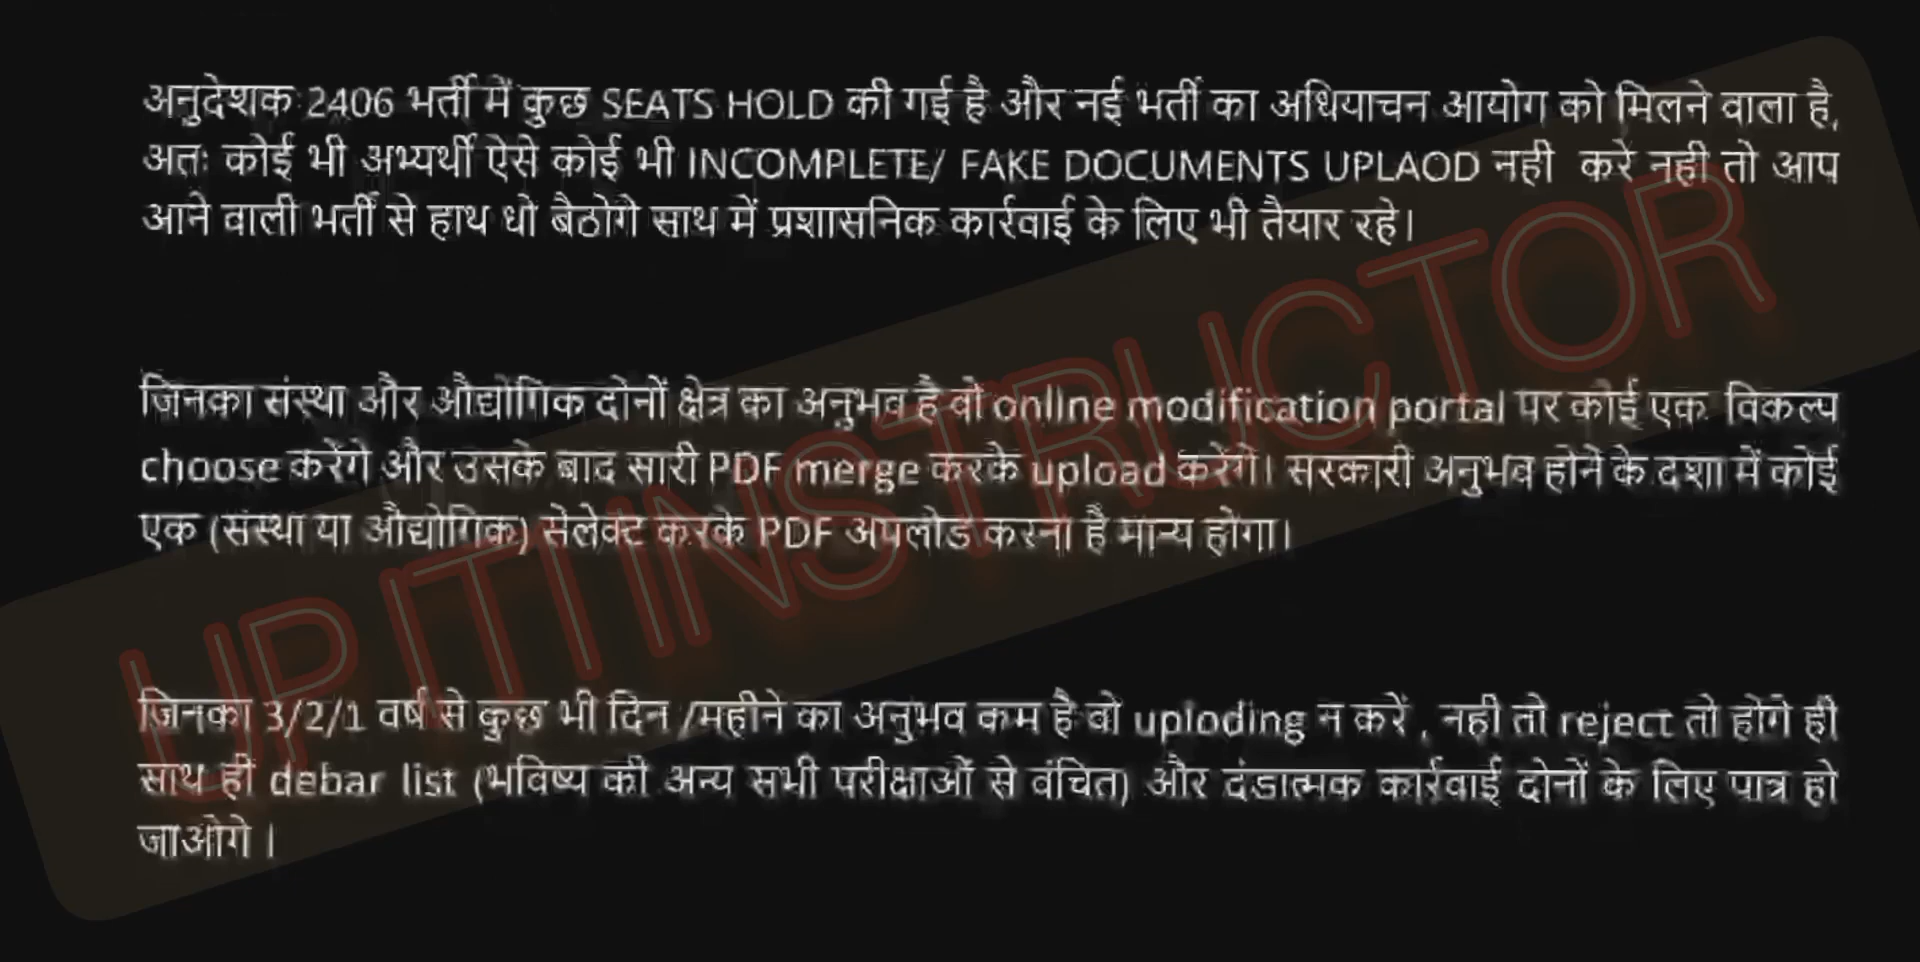 अनुदेशक 2406 भर्ती में कुछ SEATS HOLD की गई है और नई भर्ती का अधियाचन आयोग को मिलने वाला है,
अतः कोई भी अभ्यर्थी ऐसे कोई भी INCOMPLETE/ FAKE DOCUMENTS UPLAOD नही करें नही तो आप
आने वाली भर्ती से हाथ धो बैठोगे साथ में प्रशासनिक कार्रवाई के लिए भी तैयार रहे।
जिनका संस्था और औद्योगिक दोनों क्षेत्र का अनुभव है वो online modification portal पर कोई एक विकल्प
choose करेंगे और उसके बाद सारी PDF merge करके upload करेंगे। सरकारी अनुभव होने के दशा में कोई
एक (संस्था या औद्योगिक) सेलेक्ट करके PDF अपलोड करना है मान्य होगा।
जिनका 3/2/1 वर्ष से कुछ भी दिन /महीने का अनुभव कम है वो uploding न करें , नही तो reject तो होगे ही
साथ ही debar list (भविष्य की अन्य सभी परीक्षाओं से वंचित) और दंडात्मक कार्रवाई दोनों के लिए पात्र हो
जाओगे ।
UP ITI INSTRUCTOR